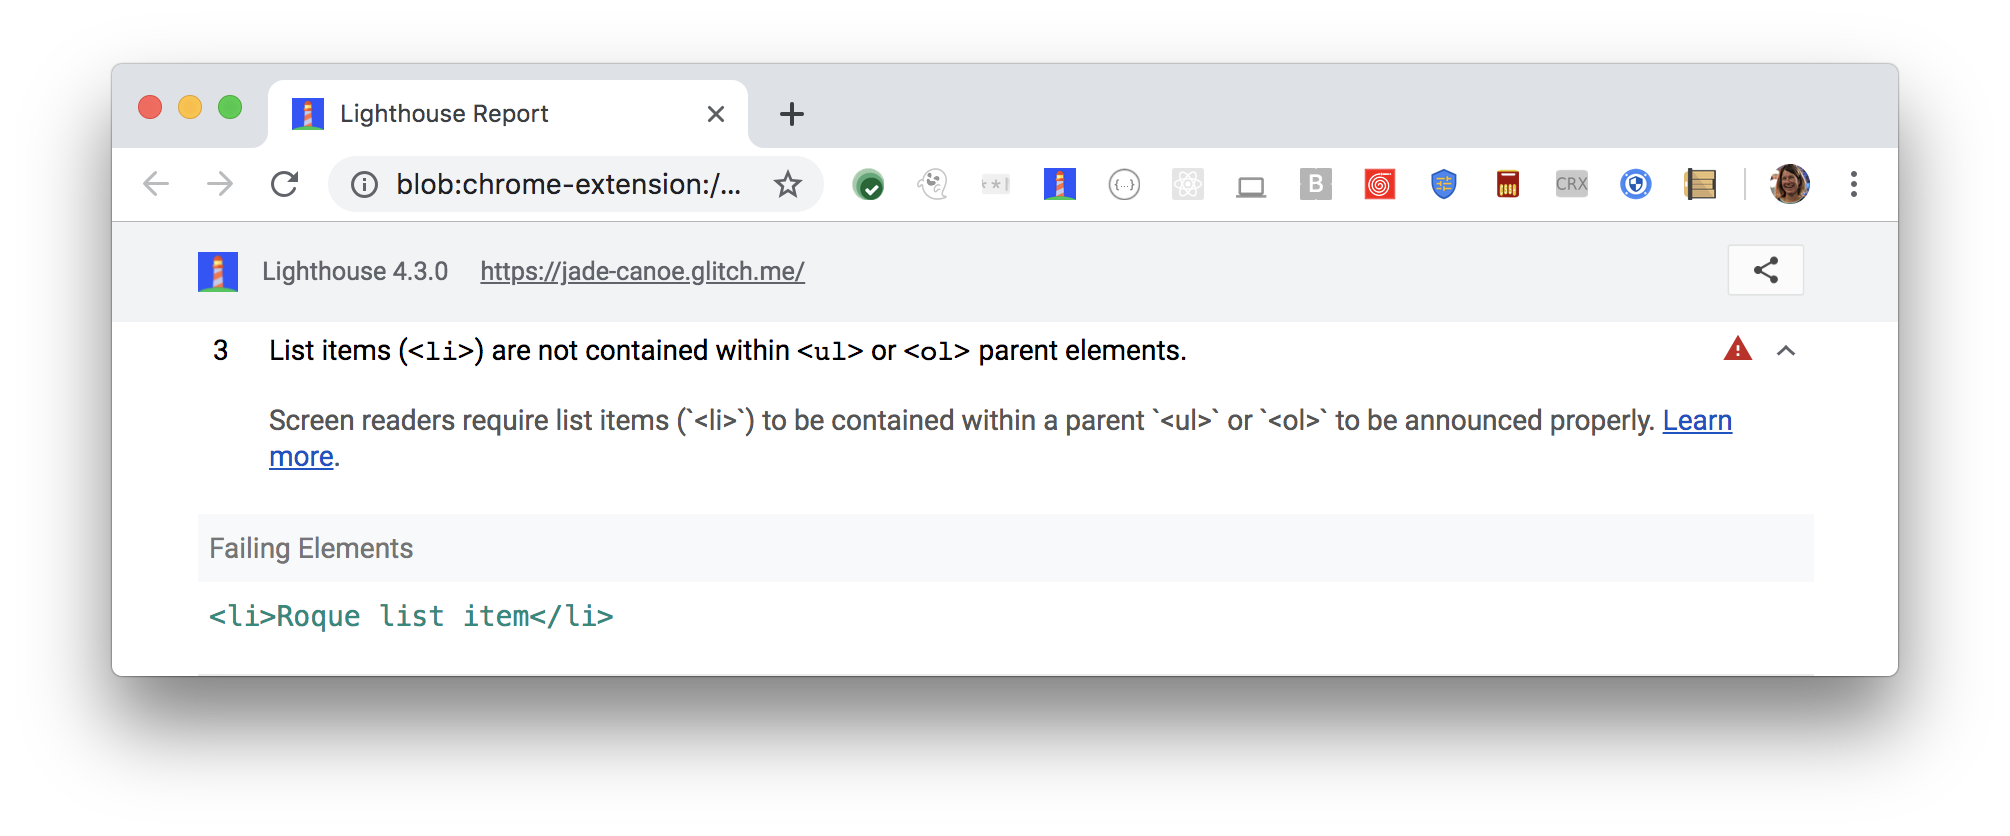 Lighthouse Report
blob:chrome-extension:/...
{...}
B
CRX
Lighthouse 4.3.0 https://jade-canoe.glitch.me/
3 List items (<li>) are not contained within <ul> or <ol> parent elements.
Screen readers require list items (`<li>`) to be contained within a parent `<ul>` or `<ol>` to be announced properly. Learn
more.
Failing Elements
<li>Roque list item</li>